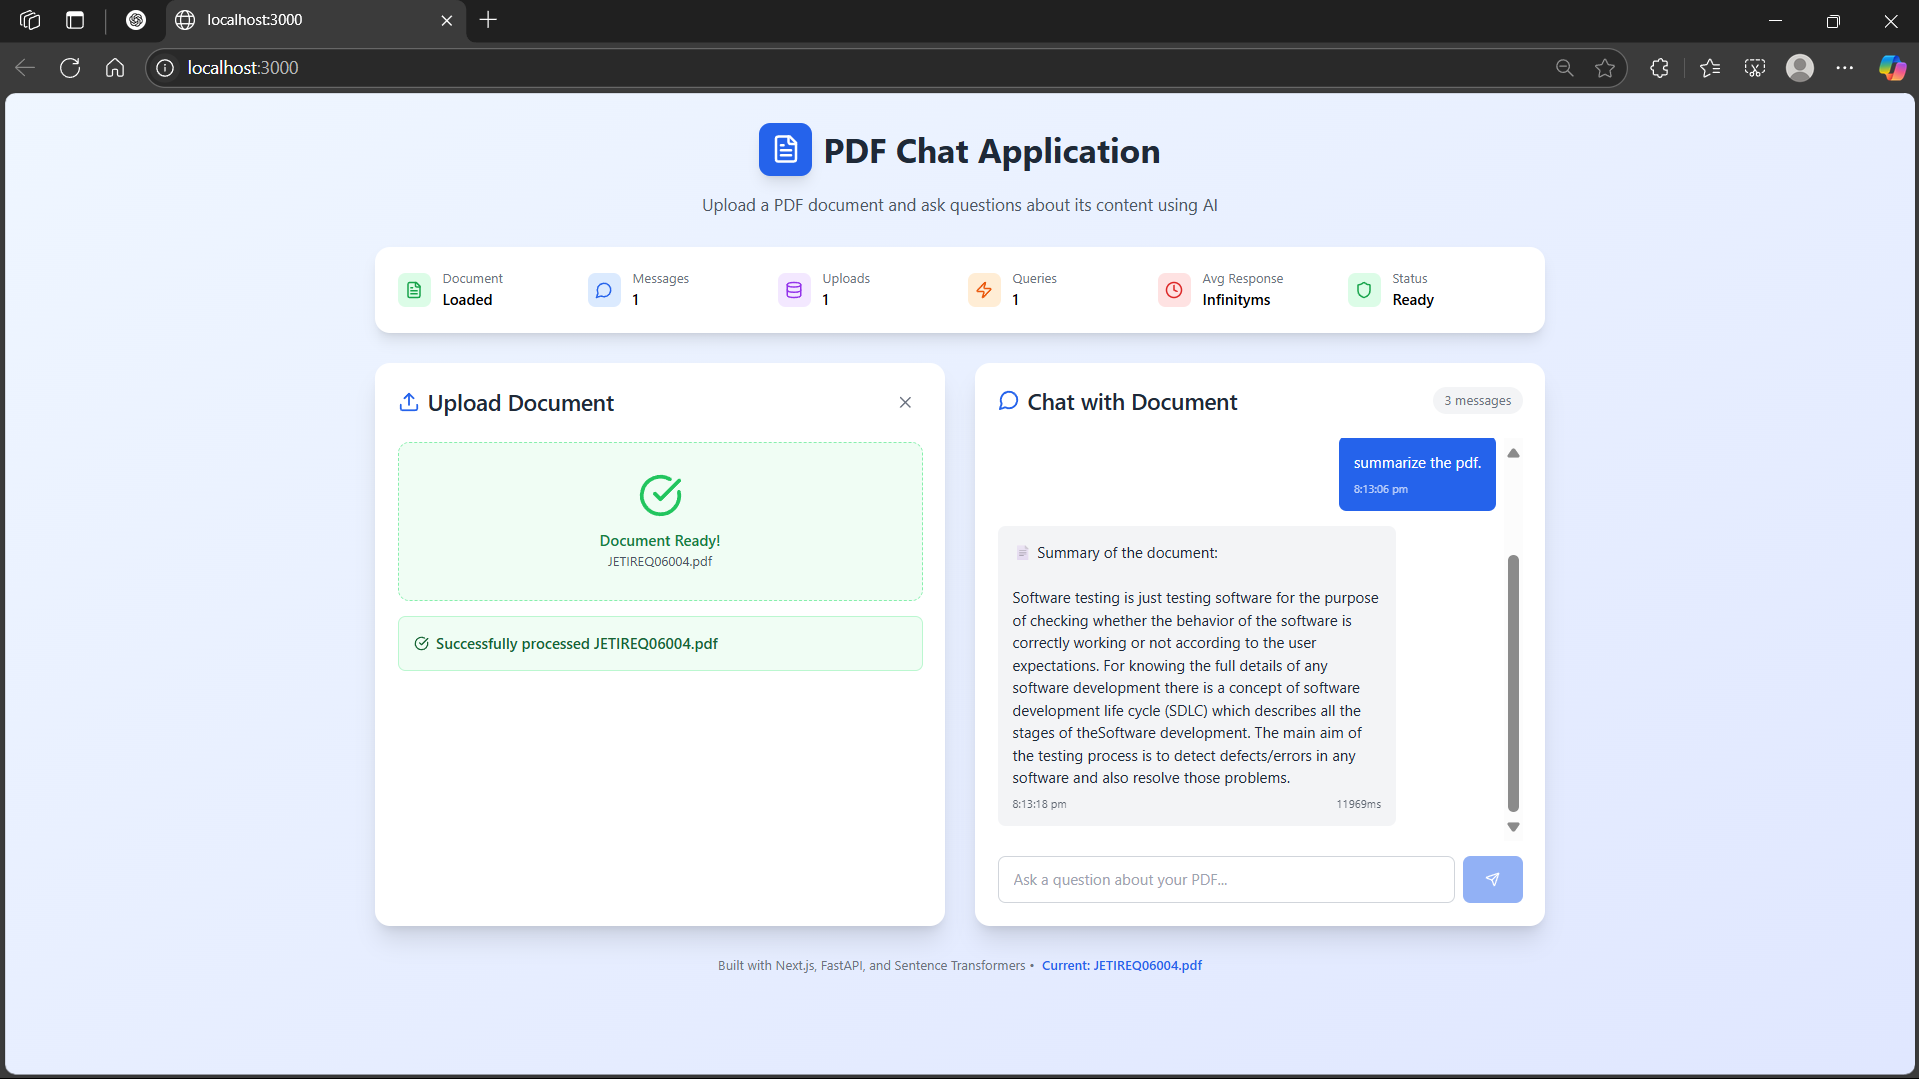 localhost:3000
localhost:3000
PDF Chat Application
Upload a PDF document and ask questions about its content using AI
Document
Loaded
Messages
1
Uploads
1
Queries
1
Avg Response
Infinityms
Status
Ready
Upload Document
Document Ready!
JETIREQ06004.pdf
Successfully processed JETIREQ06004.pdf
Chat with Document
3 messages
summarize the pdf.
8:13:06 pm
Summary of the document:
Software testing is just testing software for the purpose
of checking whether the behavior of the software is
correctly working or not according to the user
expectations. For knowing the full details of any
software development there is a concept of software
development life cycle (SDLC) which describes all the
stages of theSoftware development. The main aim of
the testing process is to detect defects/errors in any
software and also resolve those problems.
8:13:18 pm
11969ms
Ask a question about your PDF...
Built with Next.js, FastAPI, and Sentence Transformers • Current: JETIREQ06004.pdf